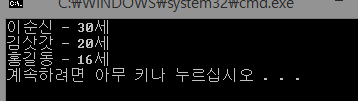 C:\WINDOWS\system32\cmd.exe
이순신 - 30세
김삿갓 - 20세
홍길동 - 16세
계속하려면 아무 키나 누르십시오 . . .